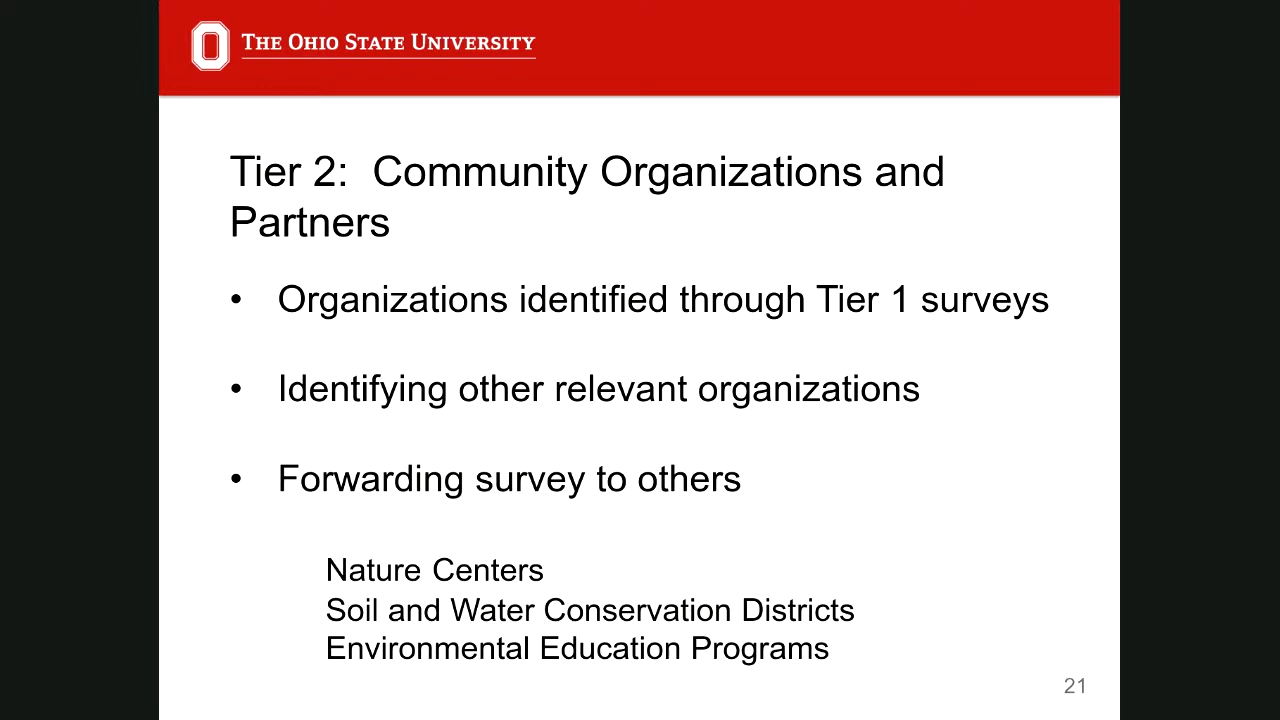 THE OHIO STATE UNIVERSITY
Tier 2:  Community Organizations and
Partners
• Organizations identified through Tier 1 surveys
• Identifying other relevant organizations
• Forwarding survey to others
Nature Centers
Soil and Water Conservation Districts
Environmental Education Programs
21